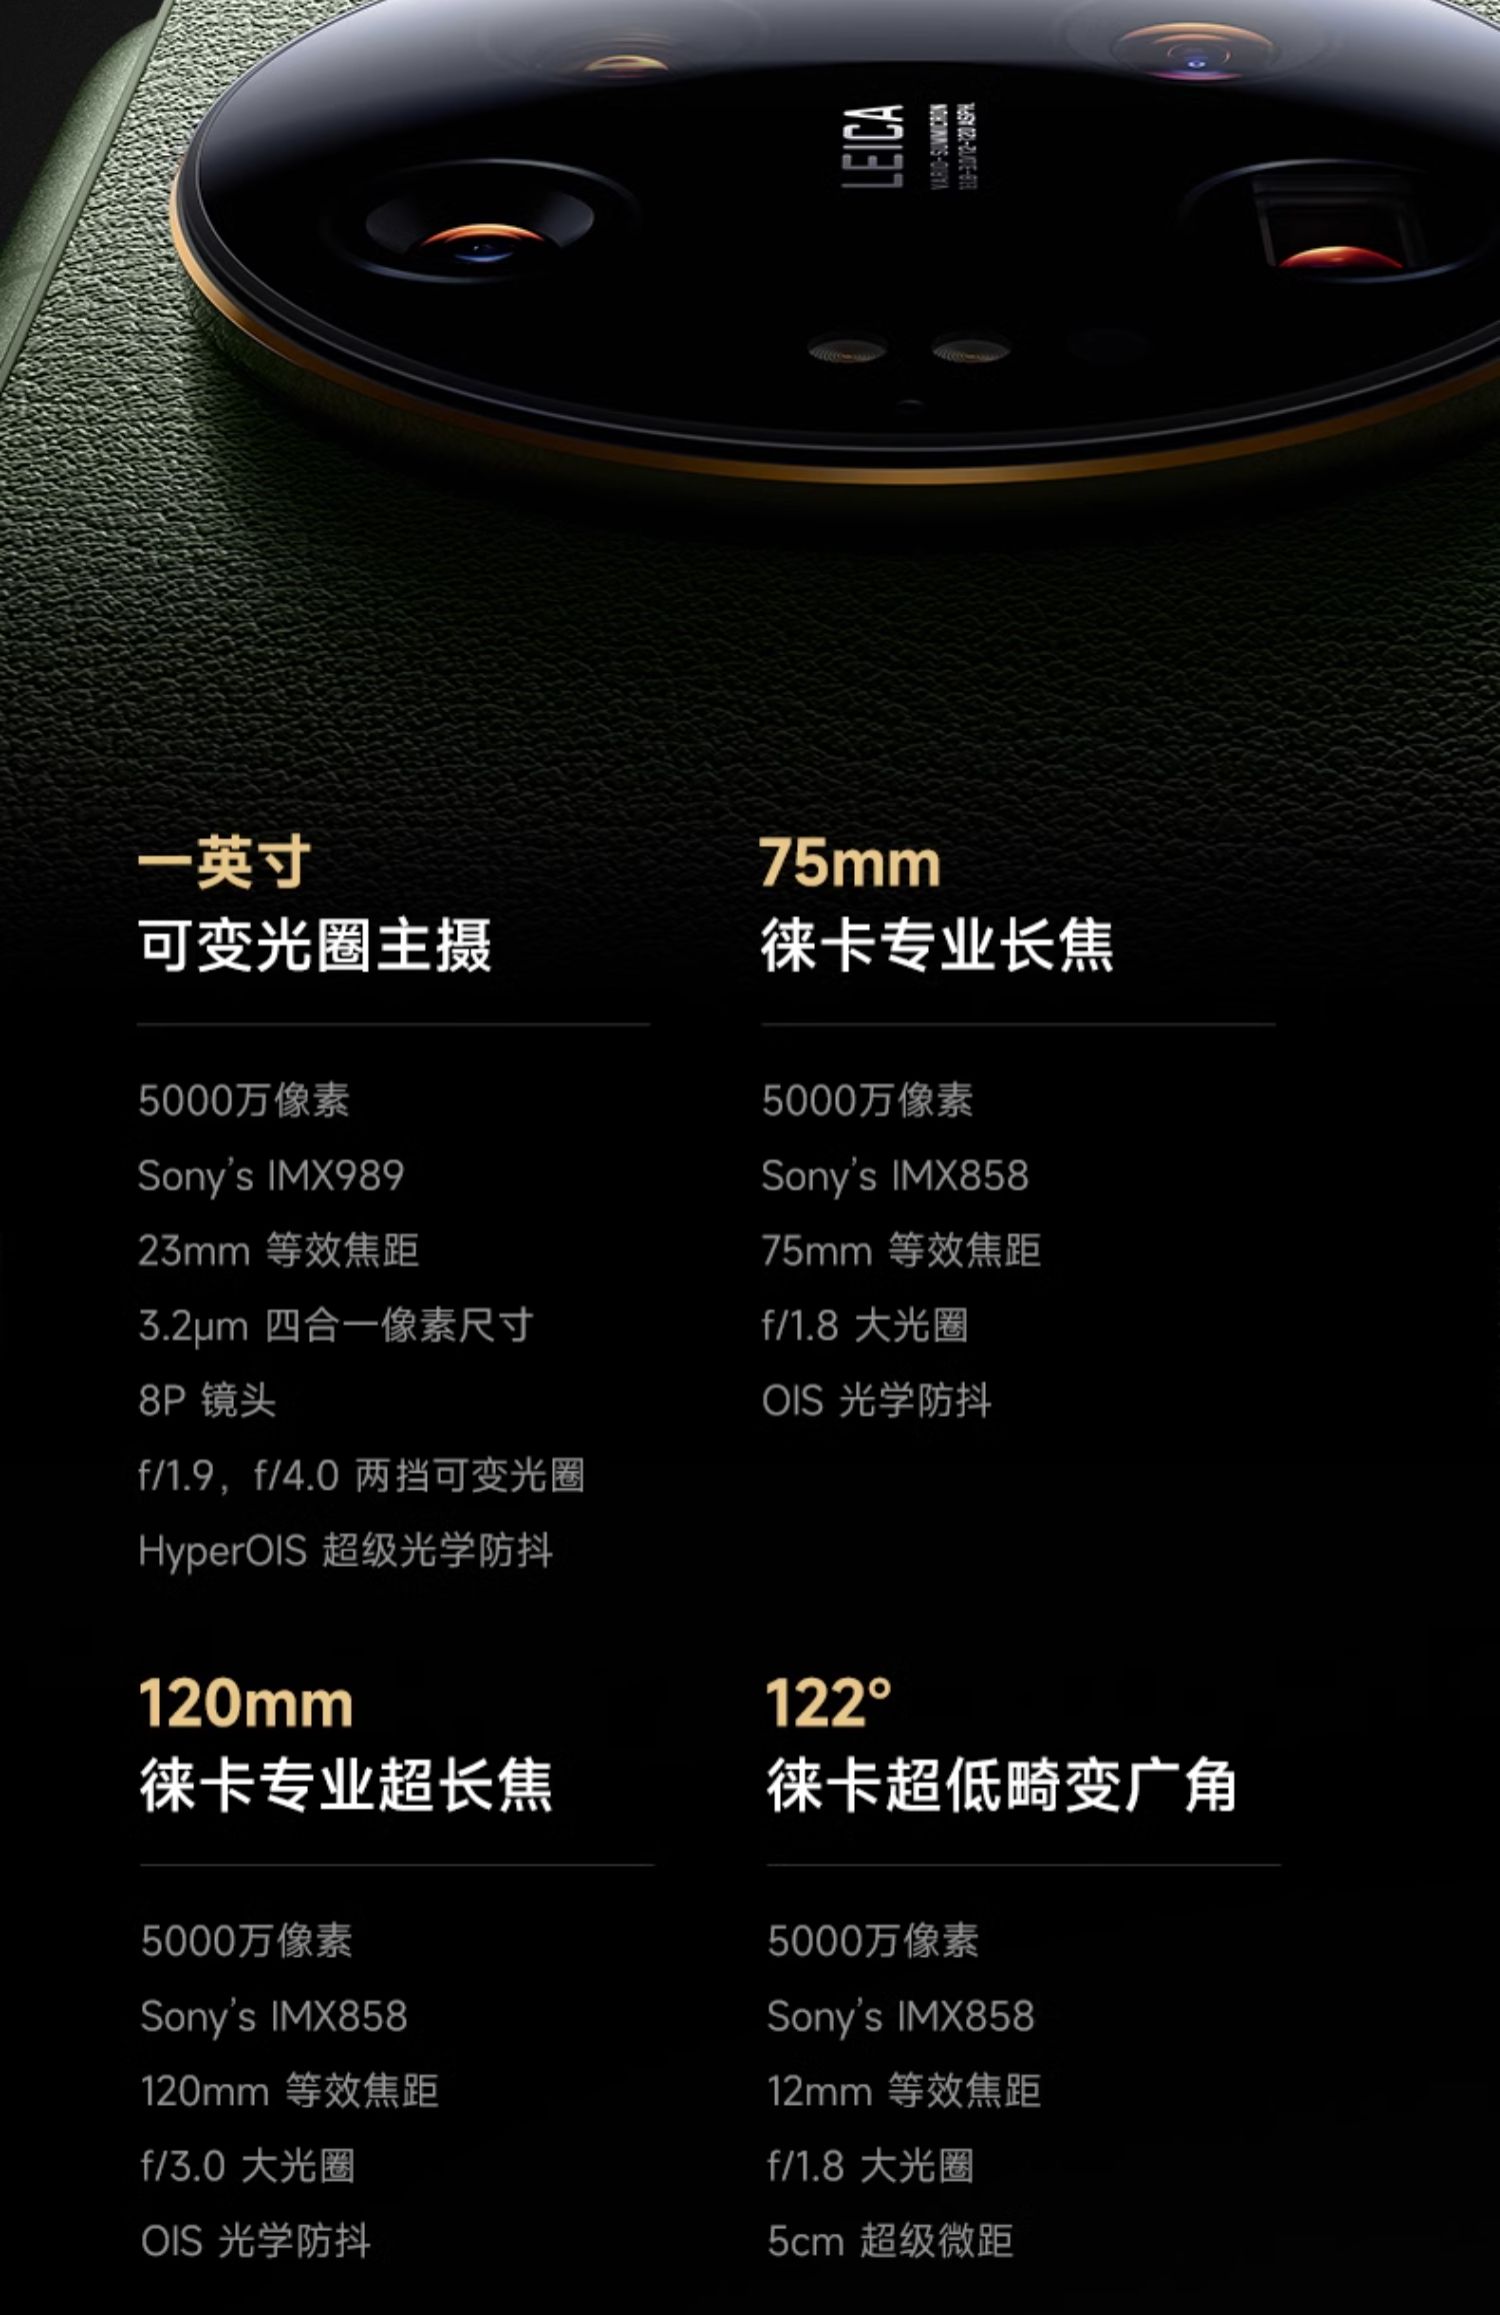 LEICA
VARIO-SUMMICRON
一英寸
可变光圈主摄
5000万像素
Sony's IMX989
23mm 等效焦距
3.2μm 四合一像素尺寸
8P 镜头
f/1.9，f/4.0 两挡可变光圈
HyperOIS 超级光学防抖
75mm
徕卡专业长焦
5000万像素
Sony's IMX858
75mm 等效焦距
f/1.8 大光圈
OIS 光学防抖
120mm
徕卡专业超长焦
5000万像素
Sony's IMX858
120mm 等效焦距
f/3.0 大光圈
OIS 光学防抖
122°
徕卡超低畸变广角
5000万像素
Sony's IMX858
12mm 等效焦距
f/1.8 大光圈
5cm 超级微距